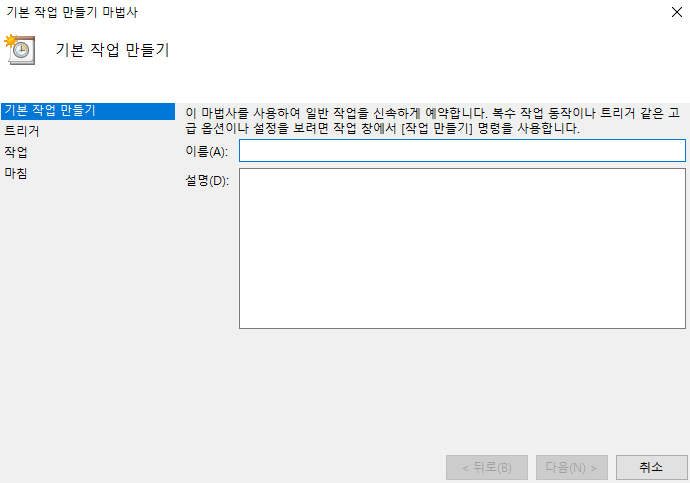 기본 작업 만들기 마법사
기본 작업 만들기
기본 작업 만들기
트리거
작업
마침
이 마법사를 사용하여 일반 작업을 신속하게 예약합니다. 복수 작업 동작이나 트리거 같은 고
급 옵션이나 설정을 보려면 작업 창에서 [작업 만들기] 명령을 사용합니다.
이름(A):
설명(D):
< 뒤로(B)
다음(N) >
취소